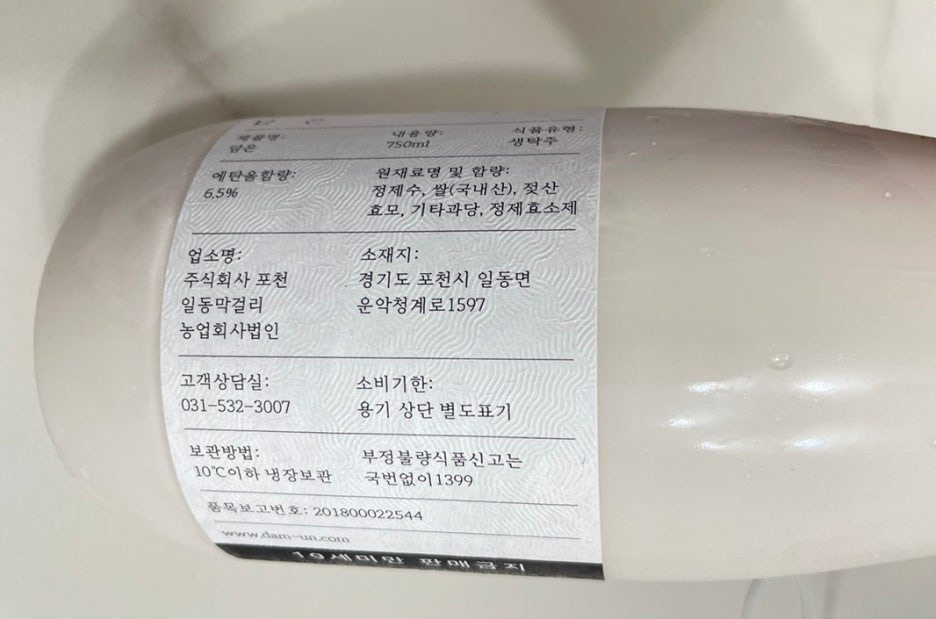 제품명:
담은
내용량:
750ml
식품유형:
생탁주
에탄올함량:
6.5%
원재료명 및 함량:
정제수, 쌀(국내산), 젖산
효모, 기타과당, 정제효소제
업소명:
주식회사 포천
일동막걸리
농업회사법인
소재지:
경기도 포천시 일동면
운악청계로1597
고객상담실:
031-532-3007
소비기한:
용기 상단 별도표기
보관방법:
10℃이하 냉장보관
부정불량식품신고는
국번없이1399
품목보고번호: 201800022544
www.dam-un.com
19세미만 판매금지